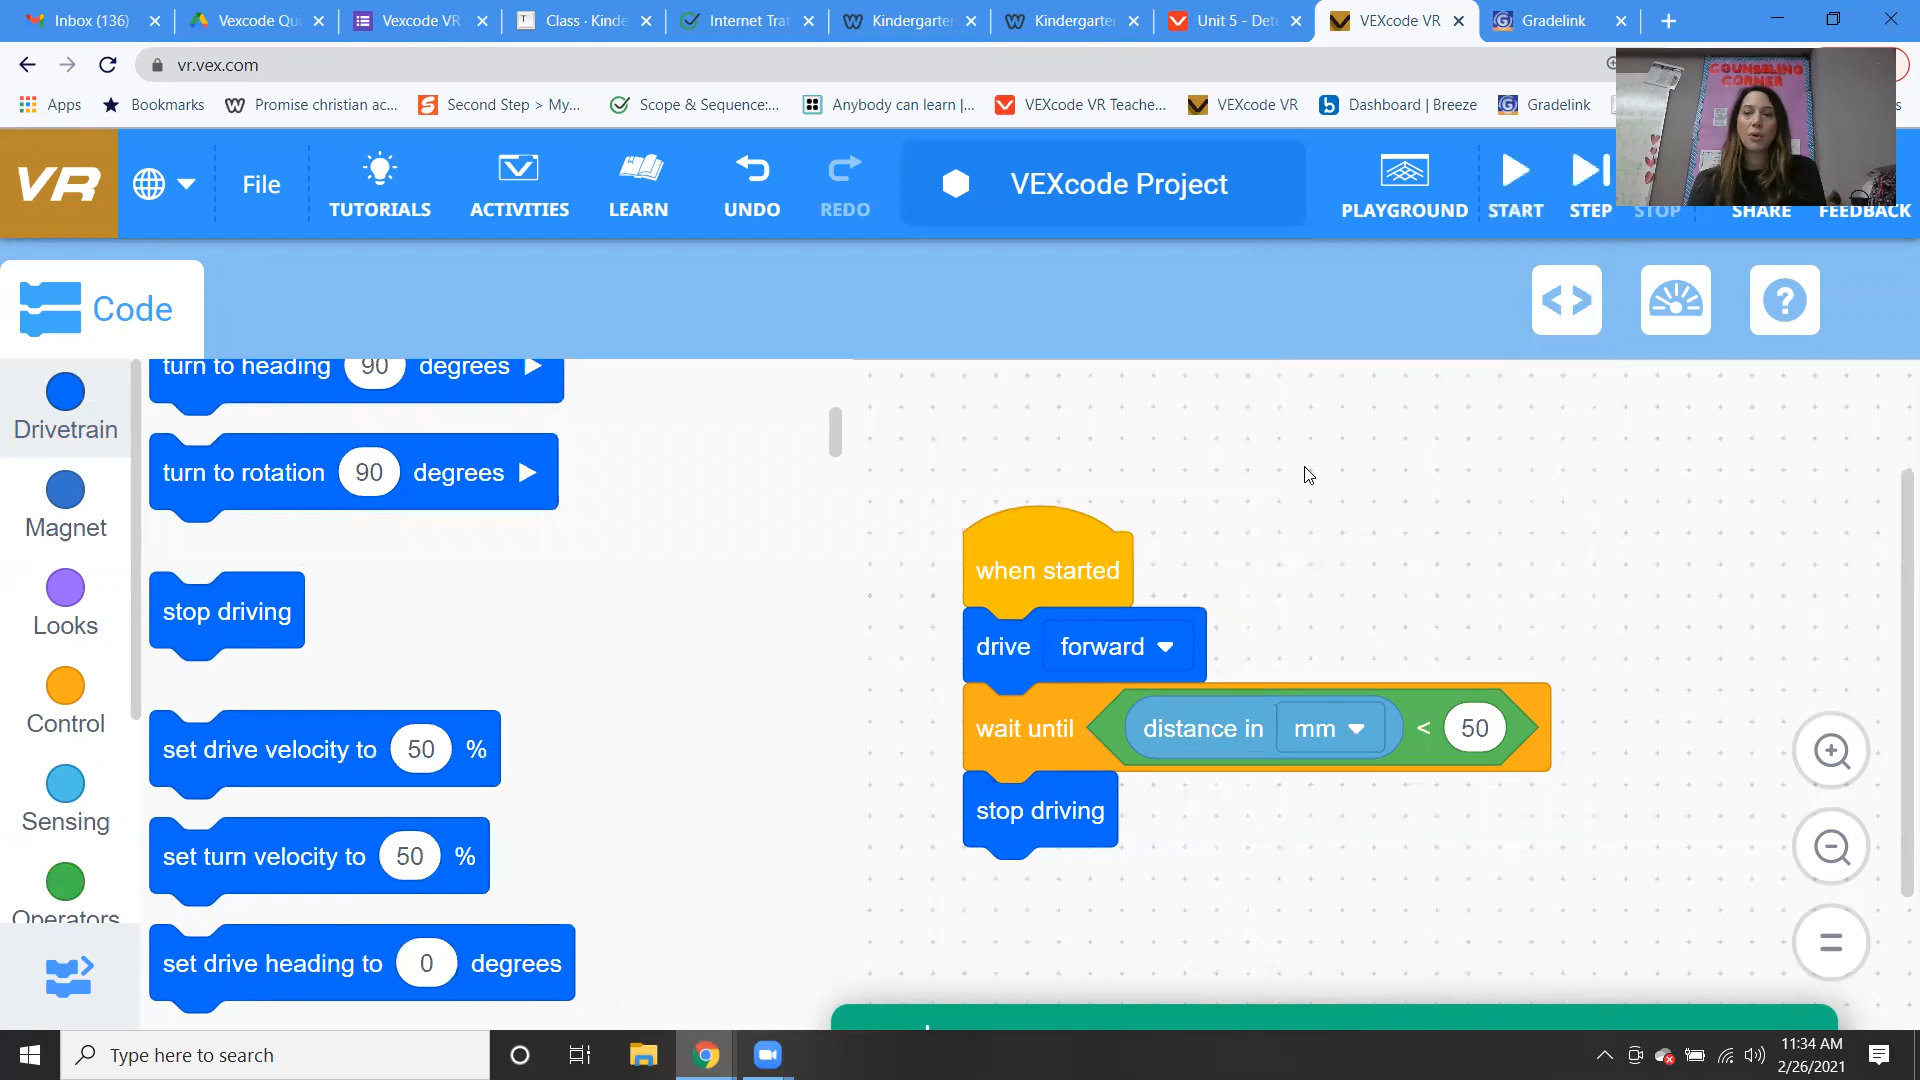 Inbox (136)
Vexcode Qui
Vexcode VR
Class · Kinde
Internet Trai
Kindergarter
Kindergarte
Unit 5 - Det
VEXcode VR
Gradelink
vr.vex.com
Apps
Bookmarks
Promise christian ac...
Second Step > My...
Scope & Sequence:...
Anybody can learn |...
VEXcode VR Teache...
VEXcode VR
Dashboard | Breeze
Gradelink
COUNSELING
CORNER
VR
File
TUTORIALS
ACTIVITIES
LEARN
UNDO
REDO
VEXcode Project
PLAYGROUND
START
STEP
STOP
SHARE
FEEDBACK
Code
Drivetrain
Magnet
Looks
Control
Sensing
Operators
turn to heading 90 degrees
turn to rotation 90 degrees
stop driving
set drive velocity to 50 %
set turn velocity to 50 %
set drive heading to 0 degrees
when started
drive forward
wait until distance in mm < 50
stop driving
Type here to search
11:34 AM
2/26/2021